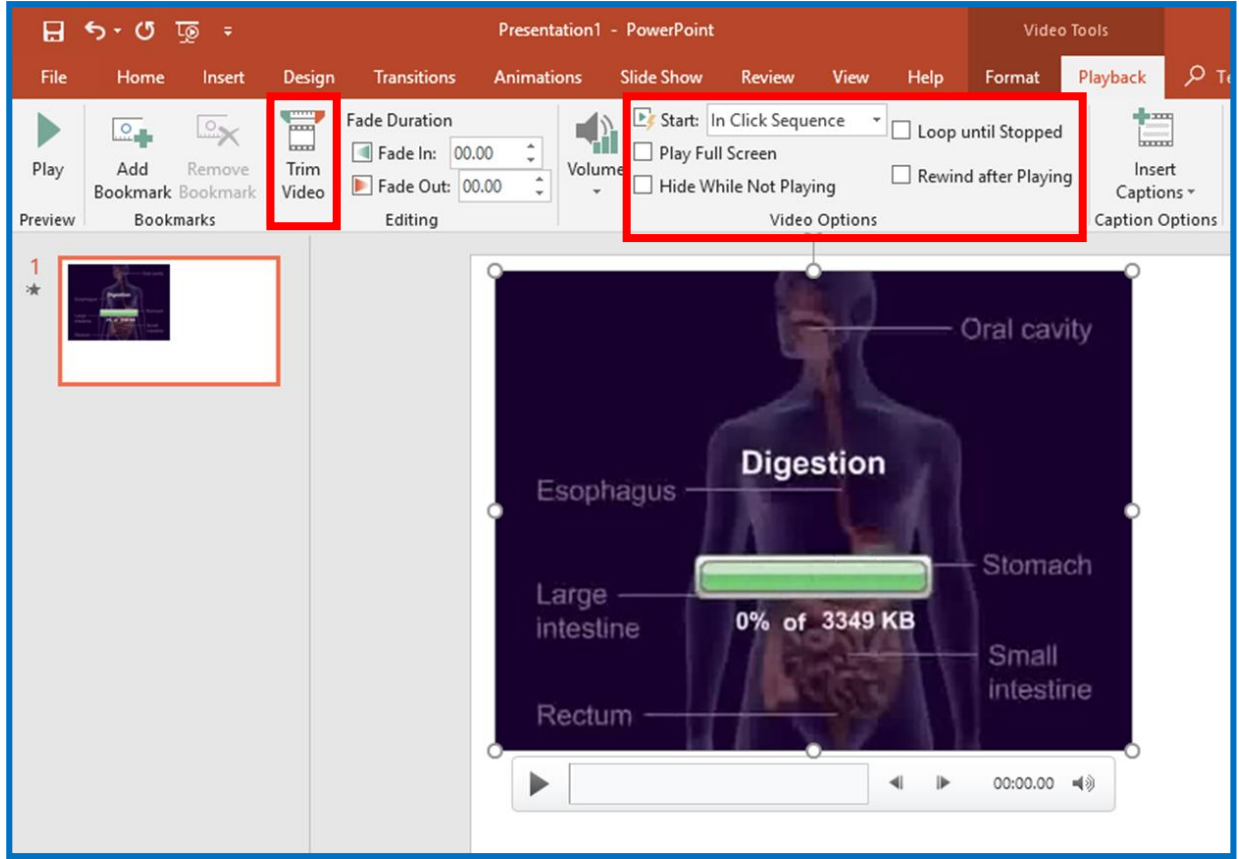 Presentation1 - PowerPoint
Video Tools
File Home Insert Design Transitions Animations Slide Show Review View Help Format Playback
Play
Add Bookmark
Remove Bookmark
Trim Video
Fade Duration
Fade In: 00.00
Fade Out: 00.00
Volume
Start: In Click Sequence
Play Full Screen
Hide While Not Playing
Loop until Stopped
Rewind after Playing
Insert Captions
Preview
Bookmarks
Editing
Video Options
Caption Options
1
Oral cavity
Digestion
Esophagus
Stomach
Large
intestine
0% of 3349 KB
Small
intestine
Rectum
00:00.00